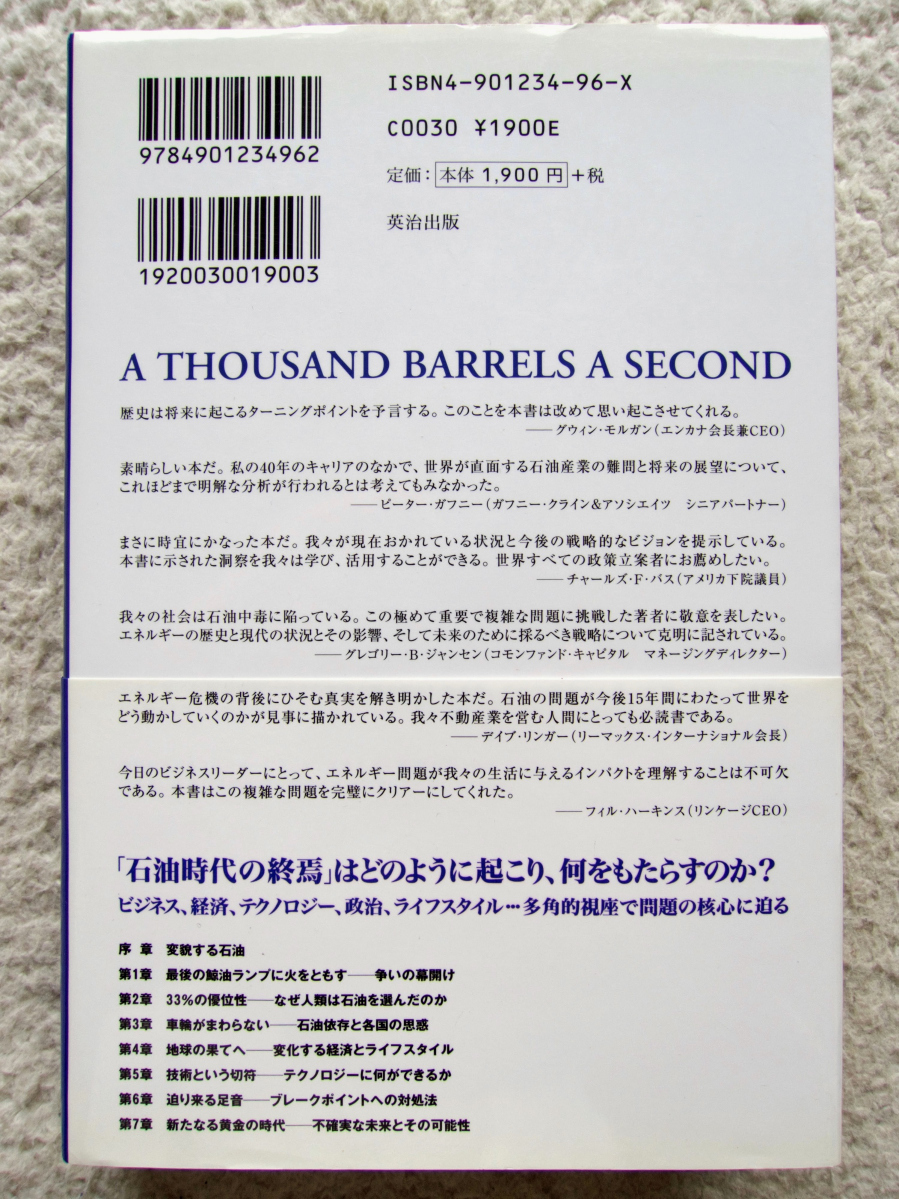 ISBN4-901234-96-X
C0030 ¥1900E
9784901234962
定価: 本体 1,900 円 +税
英治出版
1920030019003
A THOUSAND BARRELS A SECOND
歴史は将来に起こるターニングポイントを予言する。このことを本書は改めて思い起こさせてくれる。
——グウィン・モルガン(エンカナ会長兼CEO)
素晴らしい本だ。私の40年のキャリアのなかで、世界が直面する石油産業の難問と将来の展望について、
これほどまで明解な分析が行われるとは考えてもみなかった。
——ピーター・ガフニー(ガフニー・クライン&アソシエイツ シニアパートナー)
まさに時宜にかなった本だ。我々が現在おかれている状況と今後の戦略的なビジョンを提示している。
本書に示された洞察を我々は学び、活用することができる。世界すべての政策立案者にお薦めしたい。
——チャールズ・F・バス(アメリカ下院議員)
我々の社会は石油中毒に陥っている。この極めて重要で複雑な問題に挑戦した著者に敬意を表したい。
エネルギーの歴史と現代の状況とその影響、そして未来のために採るべき戦略について克明に記されている。
——グレゴリー・B・ジャンセン(コモンファンド・キャピタル マネージングディレクター)
エネルギー危機の背後にひそむ真実を解き明かした本だ。石油の問題が今後15年間にわたって世界を
どう動かしていくのかが見事に描かれている。我々不動産業を営む人間にとっても必読書である。
——デイブ・リンガー(リーマックス・インターナショナル会長)
今日のビジネスリーダーにとって、エネルギー問題が我々の生活に与えるインパクトを理解することは不可欠
である。本書はこの複雑な問題を完璧にクリアーにしてくれた。
——フィル・ハーキンス(リンケージCEO)
「石油時代の終焉」はどのように起こり、何をもたらすのか?
ビジネス、経済、テクノロジー、政治、ライフスタイル…多角的視座で問題の核心に迫る
序 章 変貌する石油
第1章 最後の鯨油ランプに火をともす——争いの幕開け
第2章 33%の優位性——なぜ人類は石油を選んだのか
第3章 車輪がまわらない——石油依存と各国の思惑
第4章 地球の果てへ——変化する経済とライフスタイル
第5章 技術という切符——テクノロジーに何ができるか
第6章 迫り来る足音——ブレークポイントへの対処法
第7章 新たなる黄金の時代——不確実な未来とその可能性